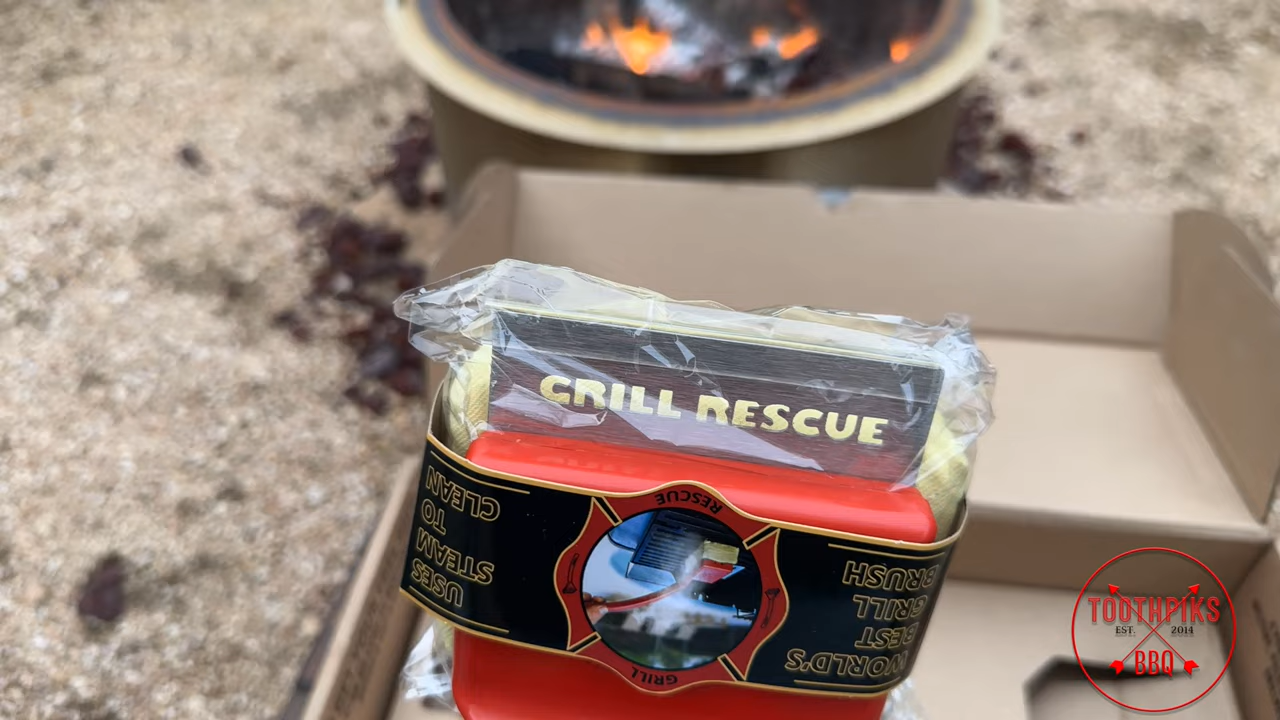 GRILL RESCUE
RESCUE
GRILL
USES
STEAM
TO
CLEAN
WORLD'S
BEST
GRILL
BRUSH
TOOTHPIKS
EST. 2014
BBQ